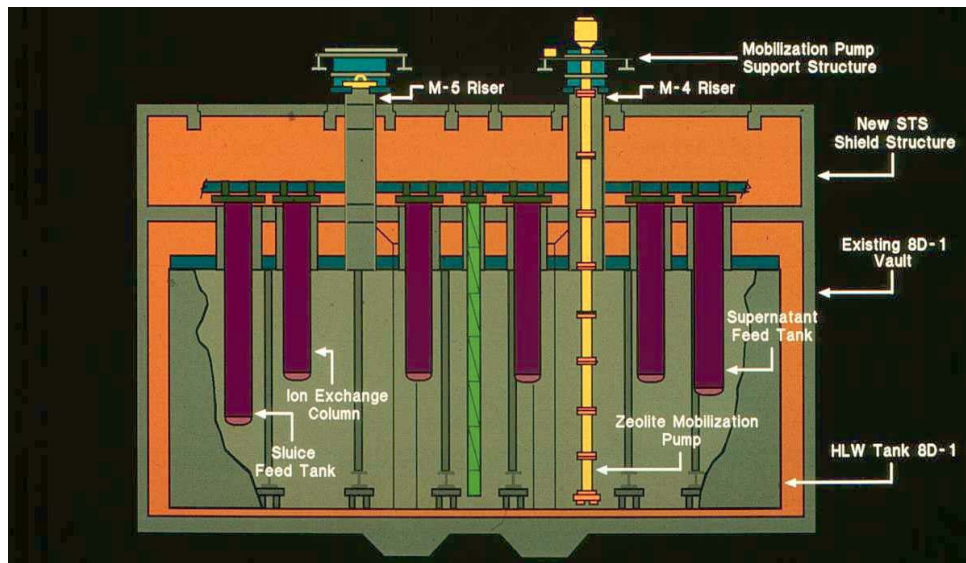 Mobilization Pump
Support Structure
M-5 Riser
M-4 Riser
New STS
Shield Structure
Existing 8D-1
Vault
Supernatant
Feed Tank
Ion Exchange
Column
Zeolite Mobilization
Pump
Sluice
Feed Tank
HLW Tank 8D-1